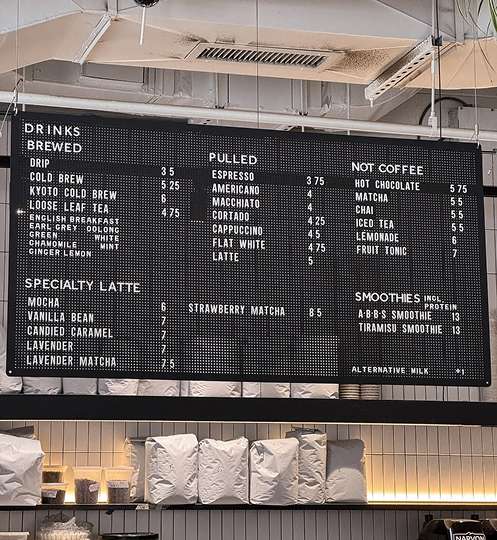 DRINKS
BREWED
DRIP 3 5
COLD BREW 5 25
KYOTO COLD BREW 6
LOOSE LEAF TEA 4 75
ENGLISH BREAKFAST
EARL GREY OOLONG
GREEN WHITE
CHAMOMILE MINT
GINGER LEMON
PULLED
ESPRESSO 3 75
AMERICANO 4
MACCHIATO 4
CORTADO 4 25
CAPPUCCINO 4 5
FLAT WHITE 4 75
LATTE 5
NOT COFFEE
HOT CHOCOLATE 5 75
MATCHA 5 5
CHAI 5 5
ICED TEA 5 5
LEMONADE 6
FRUIT TONIC 7
SPECIALTY LATTE
MOCHA 6
VANILLA BEAN 7
CANDIED CARAMEL 7
LAVENDER 7
LAVENDER MATCHA 7 5
STRAWBERRY MATCHA 8 5
SMOOTHIES INCL. PROTEIN
A-B-B-S SMOOTHIE 13
TIRAMISU SMOOTHIE 13
ALTERNATIVE MILK +1
NARVON